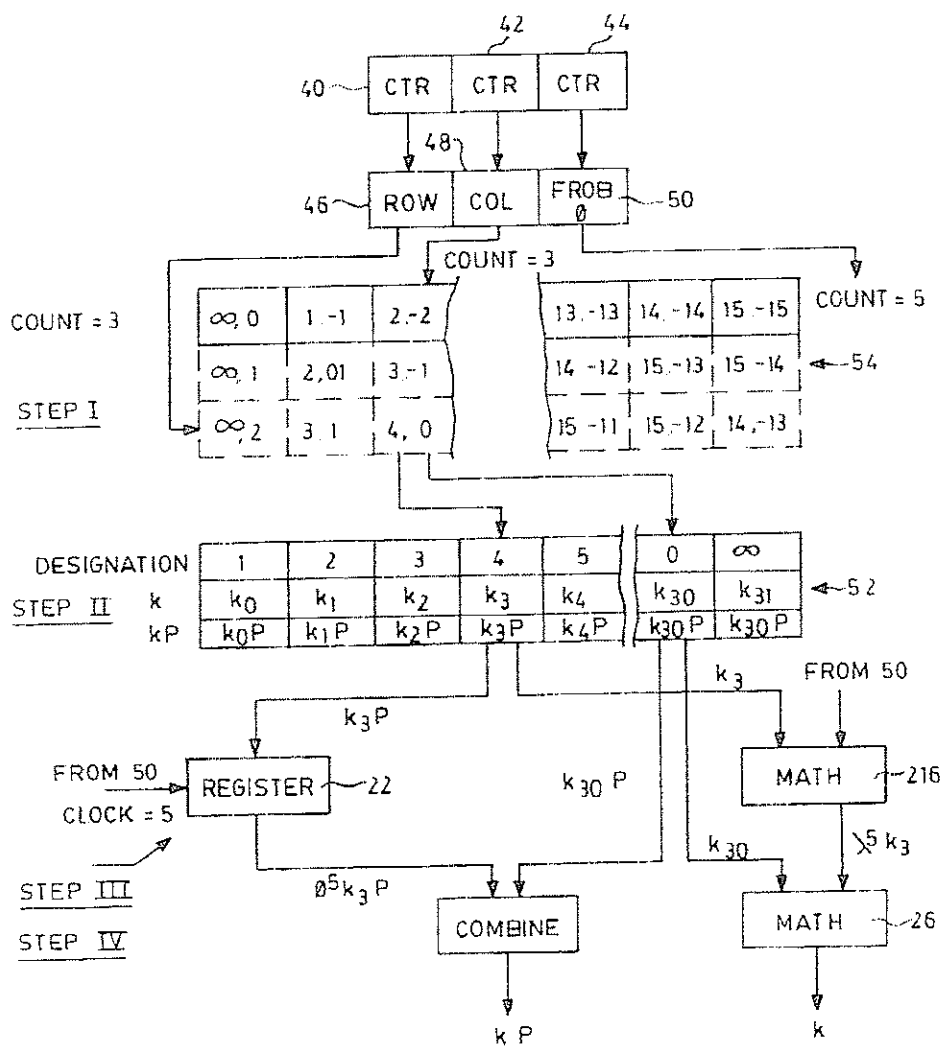 42 44
40 CTR CTR CTR
48
46 ROW COL FROB Ø 50
COUNT = 3
COUNT = 3 COUNT = 5
∞, 0 1.-1 2.-2 13.-13 14.-14 15.-15
∞, 1 2,01 3.-1 14 -12 15.-13 15 -14 54
STEP I
∞, 2 3.1 4, 0 15 -11 15.-12 14,-13
DESIGNATION 1 2 3 4 5 0 ∞
STEP II k k₀ k₁ k₂ k₃ k₄ k₃₀ k₃₁ 52
kP k₀P k₁P k₂P k₃P k₄P k₃₀P k₃₀P
k₃ FROM 50
k₃P
FROM 50 REGISTER 22 k₃₀ P MATH 216
CLOCK = 5
k₃₀ λ⁵ k₃
STEP III Ø⁵k₃P
STEP IV COMBINE MATH 26
k P k